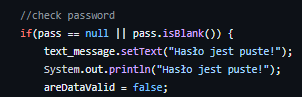 //check password
if(pass == null || pass.isBlank()) {
text_message.setText("Hasło jest puste!");
System.out.println("Hasło jest puste!");
areDataValid = false;